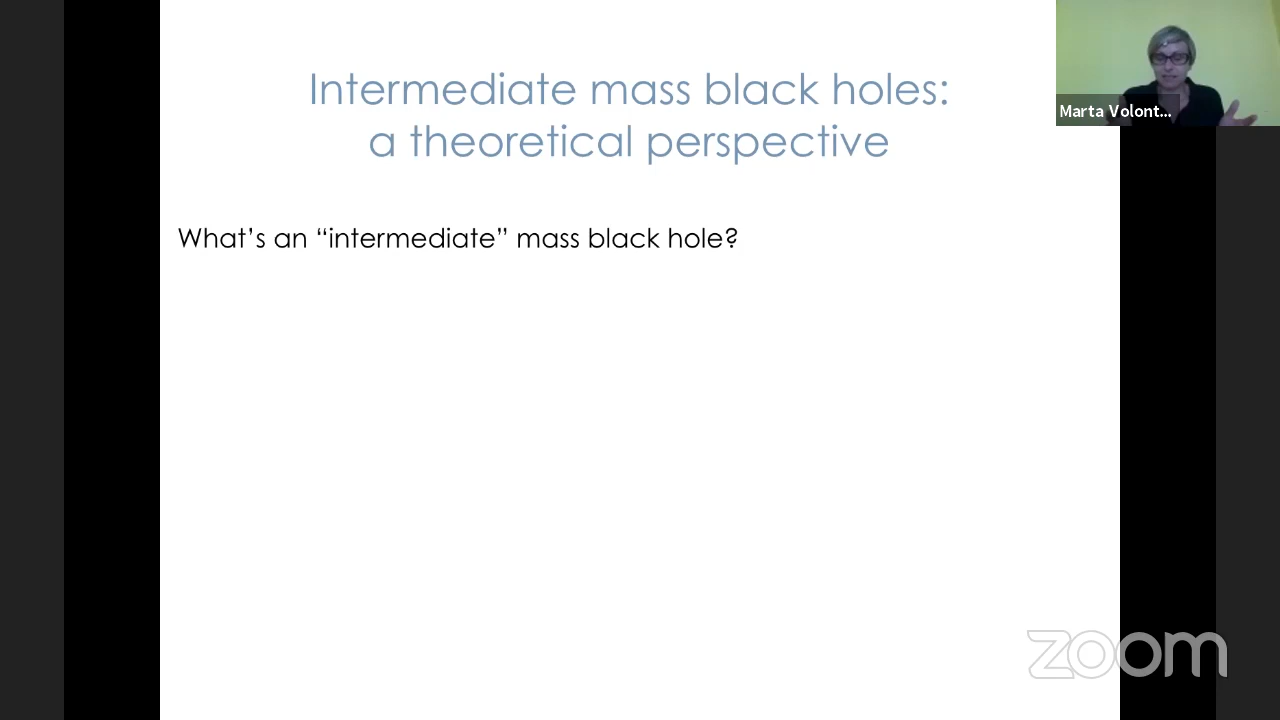 Intermediate mass black holes:
a theoretical perspective
Marta Volont...
What’s an “intermediate” mass black hole?
zoom